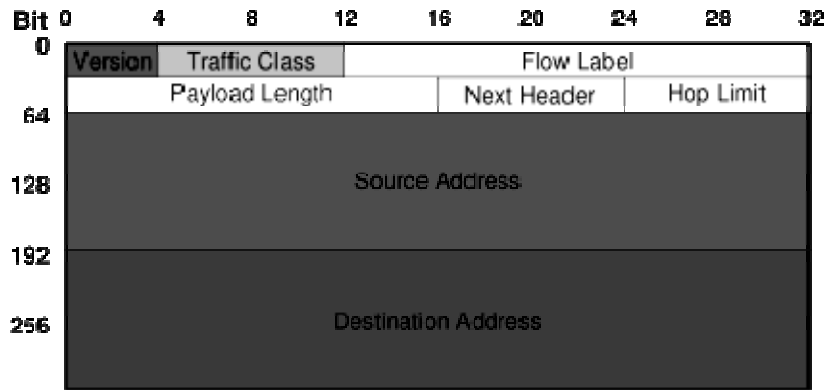 Bit 0 4 8 12 16 20 24 28 32
0
Version Traffic Class Flow Label
Payload Length Next Header Hop Limit
64
128 Source Address
192
256 Destination Address